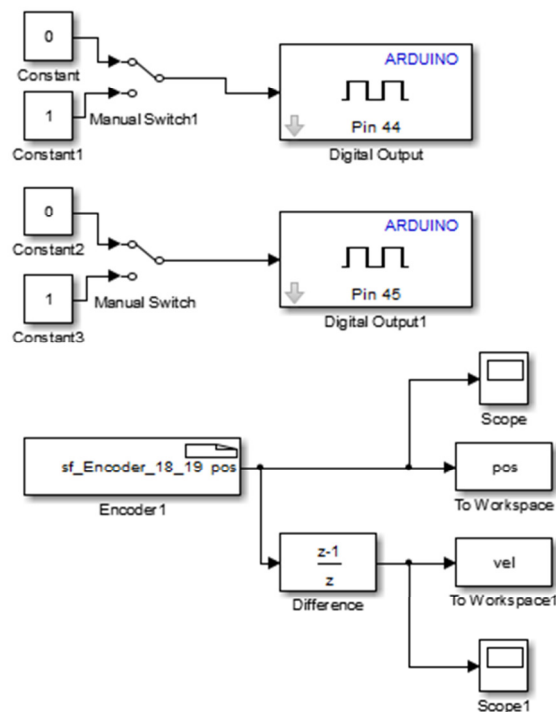 0
Constant
1
Constant1
Manual Switch1
ARDUINO
Pin 44
Digital Output
0
Constant2
1
Constant3
Manual Switch
ARDUINO
Pin 45
Digital Output1
Scope
sf_Encoder_18_19 pos
Encoder1
pos
To Workspace
z-1
z
Difference
vel
To Workspace1
Scope1